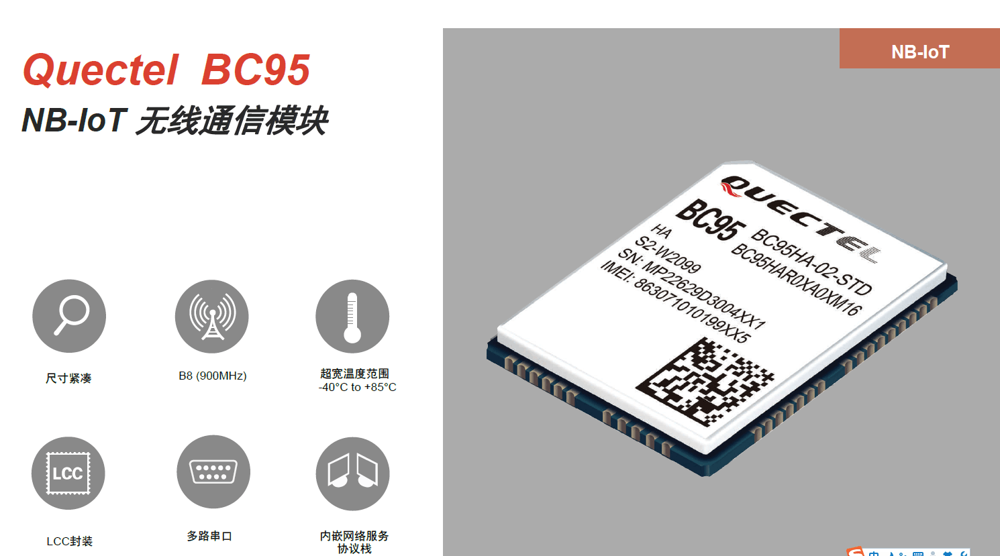 Quectel BC95
NB-IoT 无线通信模块
NB-IoT
QUECTEL
BC95
BC95HA-02-STD
HA
BC95HAR0XA0XM16
S2-W2099
SN: MP22629D3004XX1
IMEI: 863071010199XX5
尺寸紧凑
B8 (900MHz)
超宽温度范围
-40°C to +85°C
LCC
LCC封装
多路串口
内嵌网络服务
协议栈
中